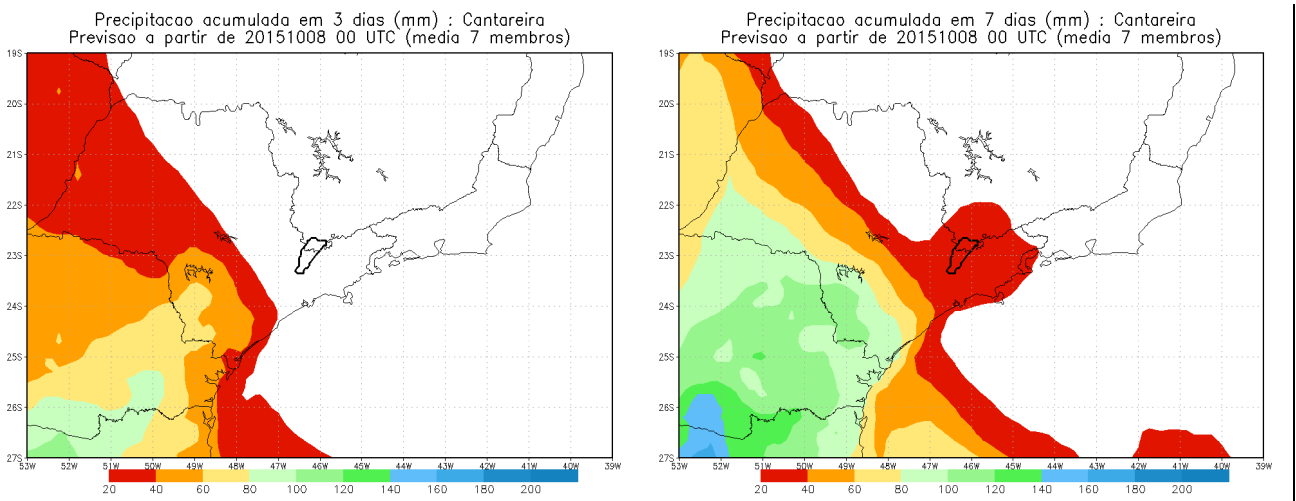 Precipitacao acumulada em 3 dias (mm) : Cantareira
Previsao a partir de 20151008 00 UTC (media 7 membros)
19S
20S
21S
22S
23S
24S
25S
26S
27S
53W 52W 51W 50W 49W 48W 47W 46W 45W 44W 43W 42W 41W 40W 39W
20 40 60 80 100 120 140 160 180 200
Precipitacao acumulada em 7 dias (mm) : Cantareira
Previsao a partir de 20151008 00 UTC (media 7 membros)
19S
20S
21S
22S
23S
24S
25S
26S
27S
53W 52W 51W 50W 49W 48W 47W 46W 45W 44W 43W 42W 41W 40W 39W
20 40 60 80 100 120 140 160 180 200